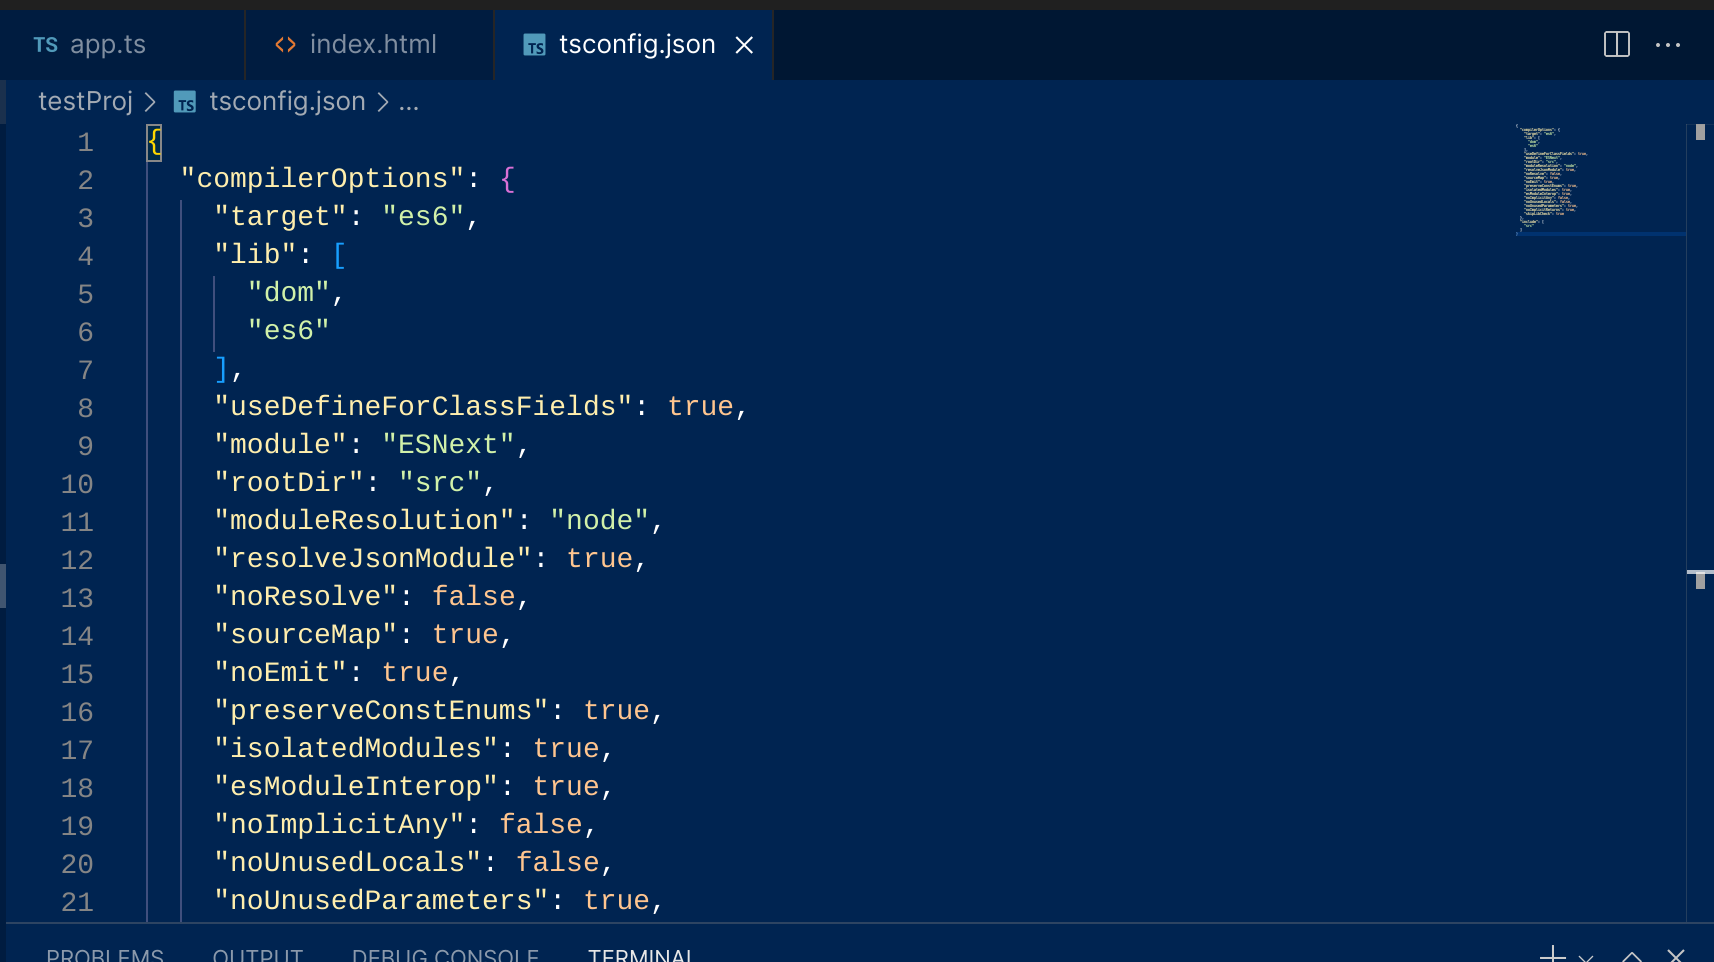 TS app.ts <> index.html TS tsconfig.json
testProj > TS tsconfig.json > ...
1 {
2 "compilerOptions": {
3 "target": "es6",
4 "lib": [
5 "dom",
6 "es6"
7 ],
8 "useDefineForClassFields": true,
9 "module": "ESNext",
10 "rootDir": "src",
11 "moduleResolution": "node",
12 "resolveJsonModule": true,
13 "noResolve": false,
14 "sourceMap": true,
15 "noEmit": true,
16 "preserveConstEnums": true,
17 "isolatedModules": true,
18 "esModuleInterop": true,
19 "noImplicitAny": false,
20 "noUnusedLocals": false,
21 "noUnusedParameters": true,
PROBLEMS OUTPUT DEBUG CONSOLE TERMINAL